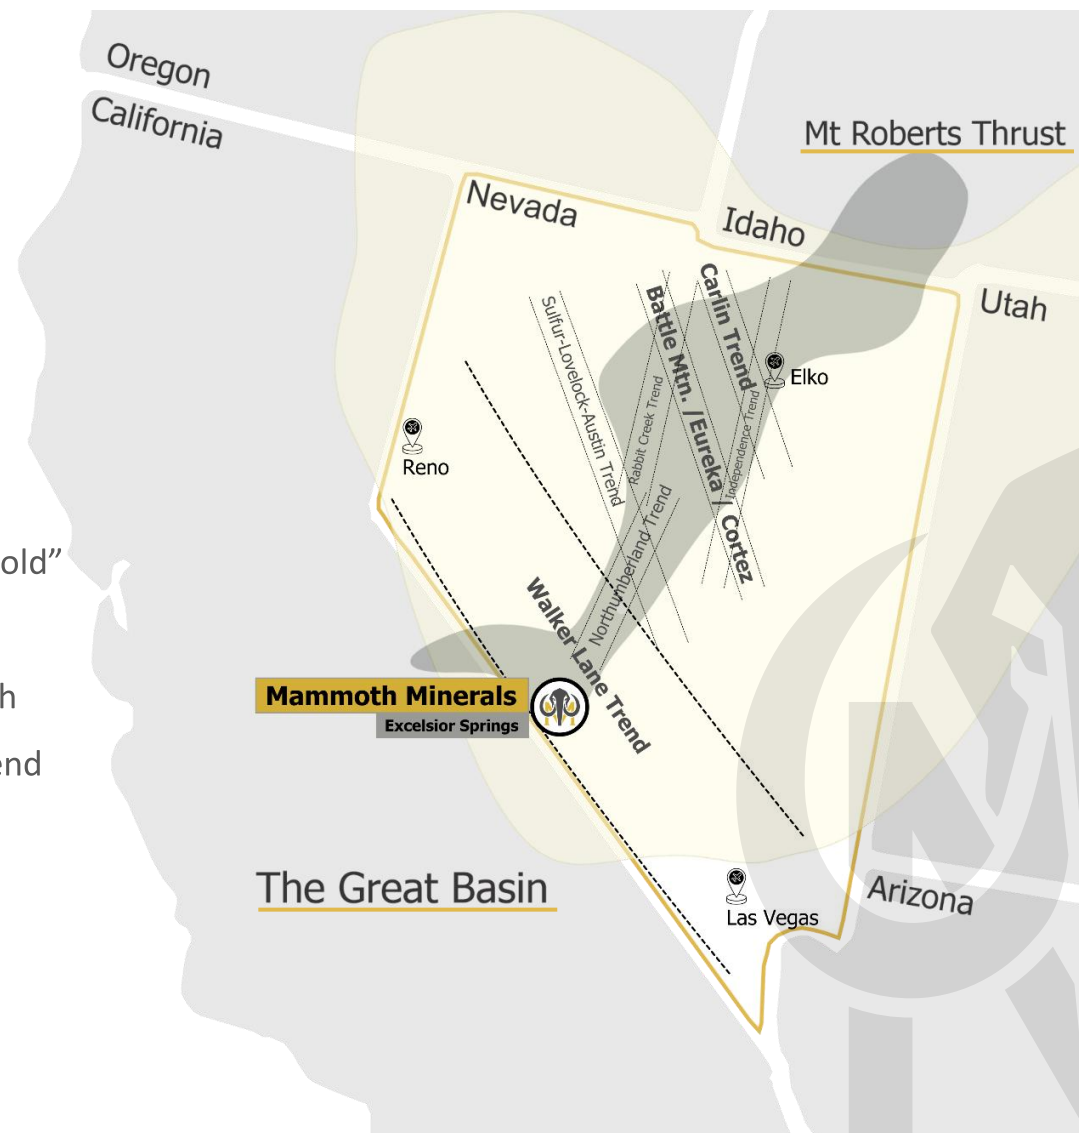 Oregon
California
Mt Roberts Thrust
Nevada
Idaho
Utah
Carlin Trend
Battle Mtn. /Eureka / Cortez
Sulfur-Lovelock-Austin Trend
Rabbit Creek Trend
Independence Trend
Elko
Reno
Northumberland Trend
old”
Walker Lane Trend
h
end
Mammoth Minerals
Excelsior Springs
The Great Basin
Arizona
Las Vegas